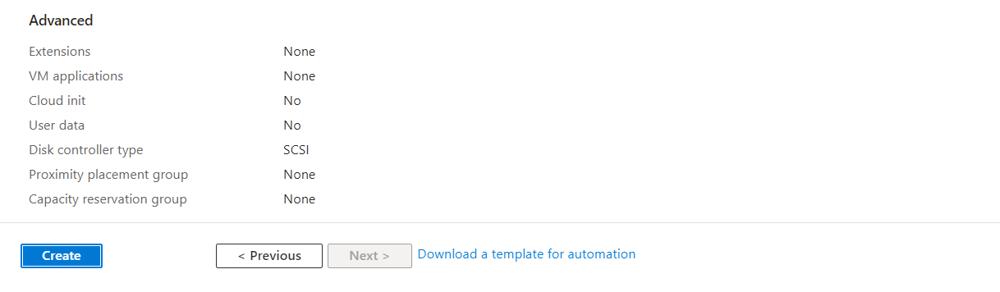 Advanced
Extensions None
VM applications None
Cloud init No
User data No
Disk controller type SCSI
Proximity placement group None
Capacity reservation group None
Create < Previous Next > Download a template for automation